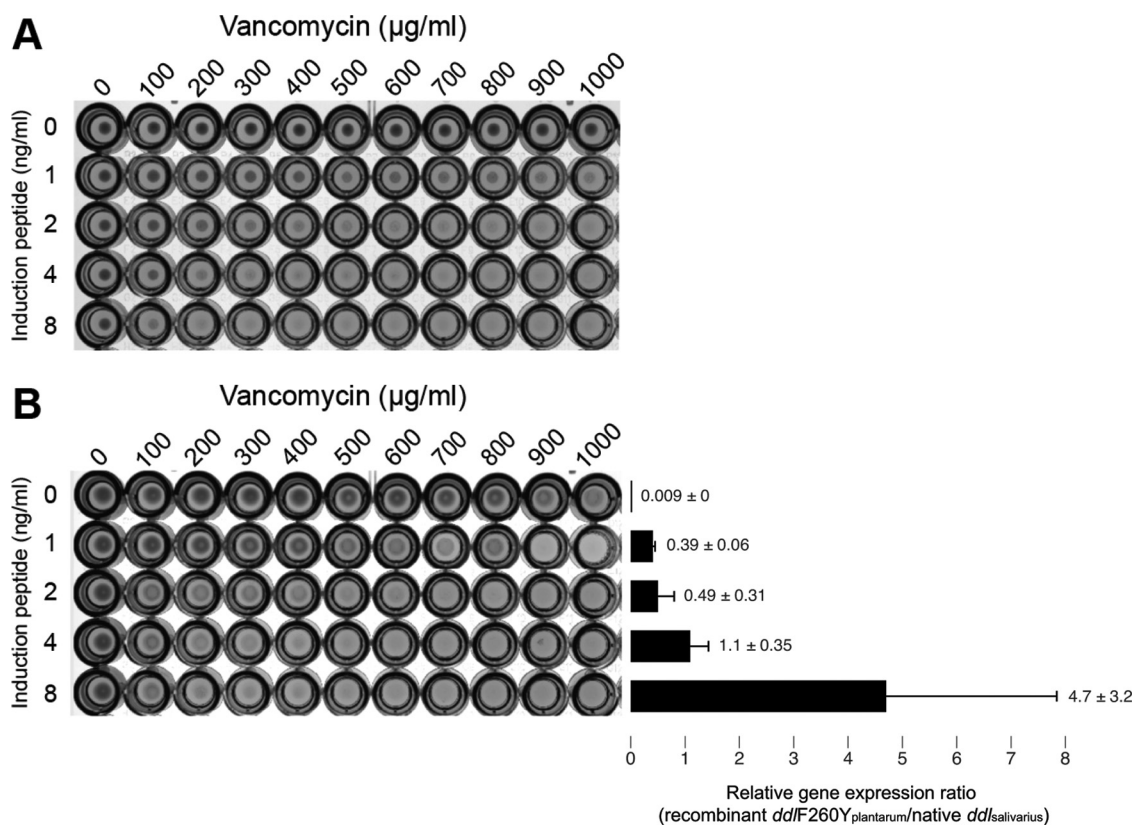 A
Vancomycin (µg/ml)
0 100 200 300 400 500 600 700 800 900 1000
Induction peptide (ng/ml)
0
1
2
4
8
B
Vancomycin (µg/ml)
0 100 200 300 400 500 600 700 800 900 1000
Induction peptide (ng/ml)
0
1
2
4
8
0.009 ± 0
0.39 ± 0.06
0.49 ± 0.31
1.1 ± 0.35
4.7 ± 3.2
0 1 2 3 4 5 6 7 8
Relative gene expression ratio
(recombinant ddlF260Yplantarum/native ddlsalivarius)